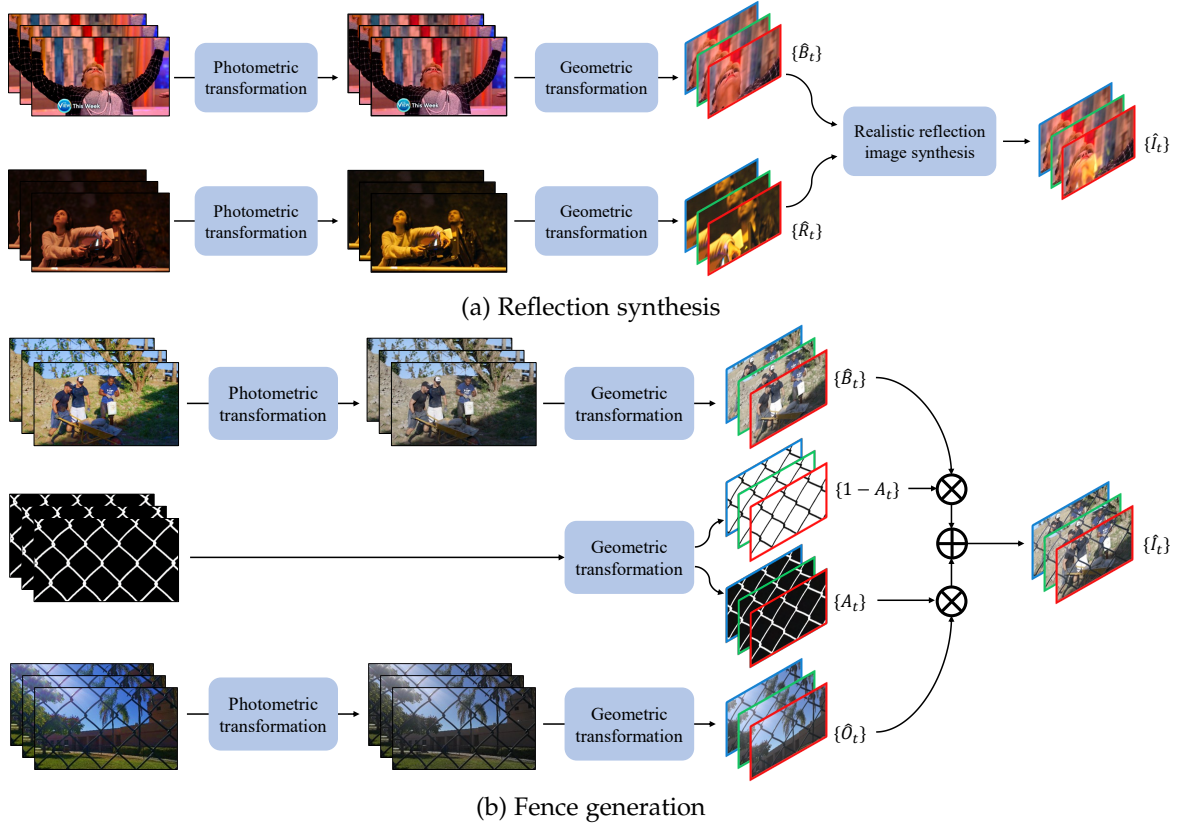 Photometric
transformation
Geometric
transformation
{B̂_t}
View This Week
Realistic reflection
image synthesis
{Î_t}
Photometric
transformation
Geometric
transformation
{R̂_t}
(a) Reflection synthesis
Photometric
transformation
Geometric
transformation
{B̂_t}
{1 − A_t}
Geometric
transformation
{Î_t}
{A_t}
Photometric
transformation
Geometric
transformation
{Ô_t}
(b) Fence generation